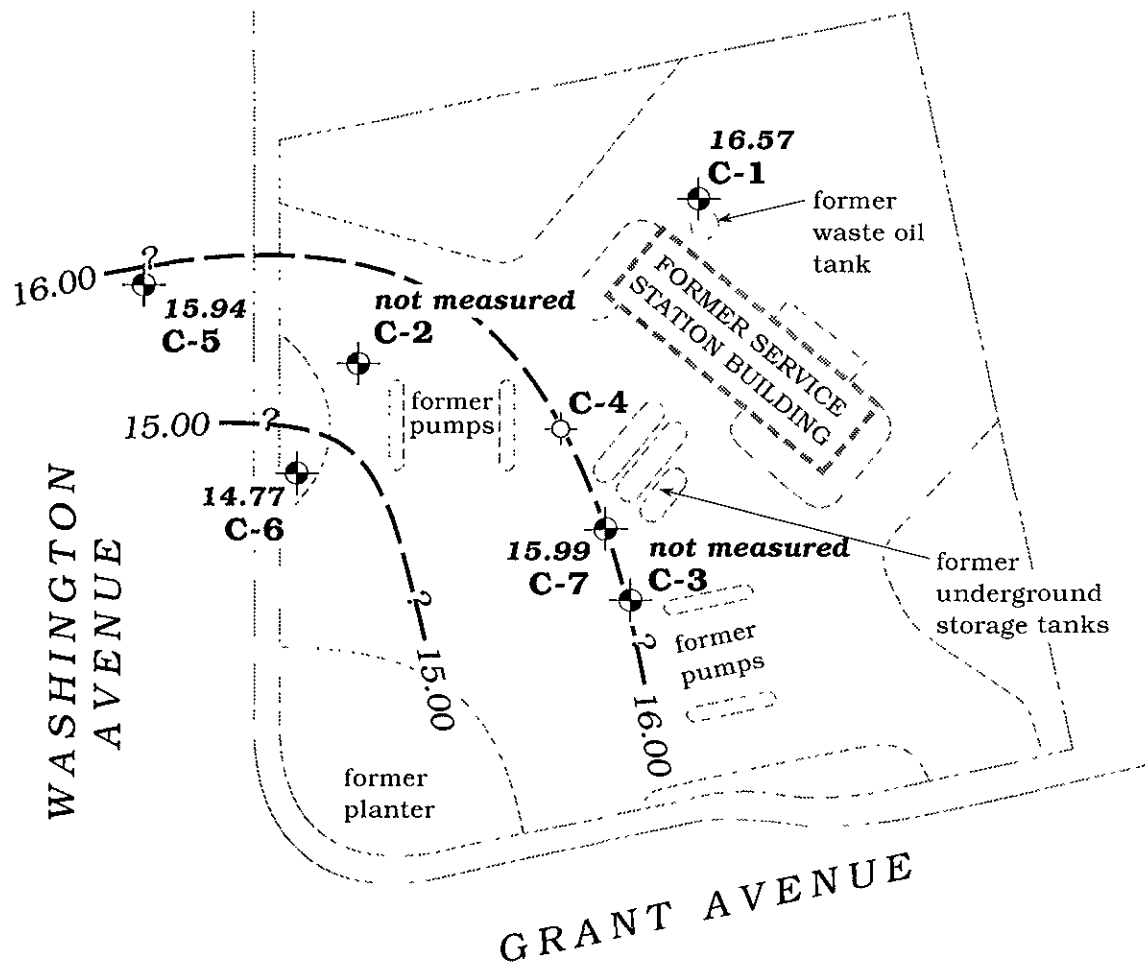 16.57
C-1
former
waste oil
tank
16.00
?
15.94
C-5
not measured
C-2
FORMER SERVICE
STATION BUILDING
former
pumps
C-4
15.00
?
14.77
C-6
15.99
C-7
not measured
C-3
former
underground
storage tanks
?
15.00
?
16.00
former
pumps
former
planter
WASHINGTON
AVENUE
GRANT AVENUE